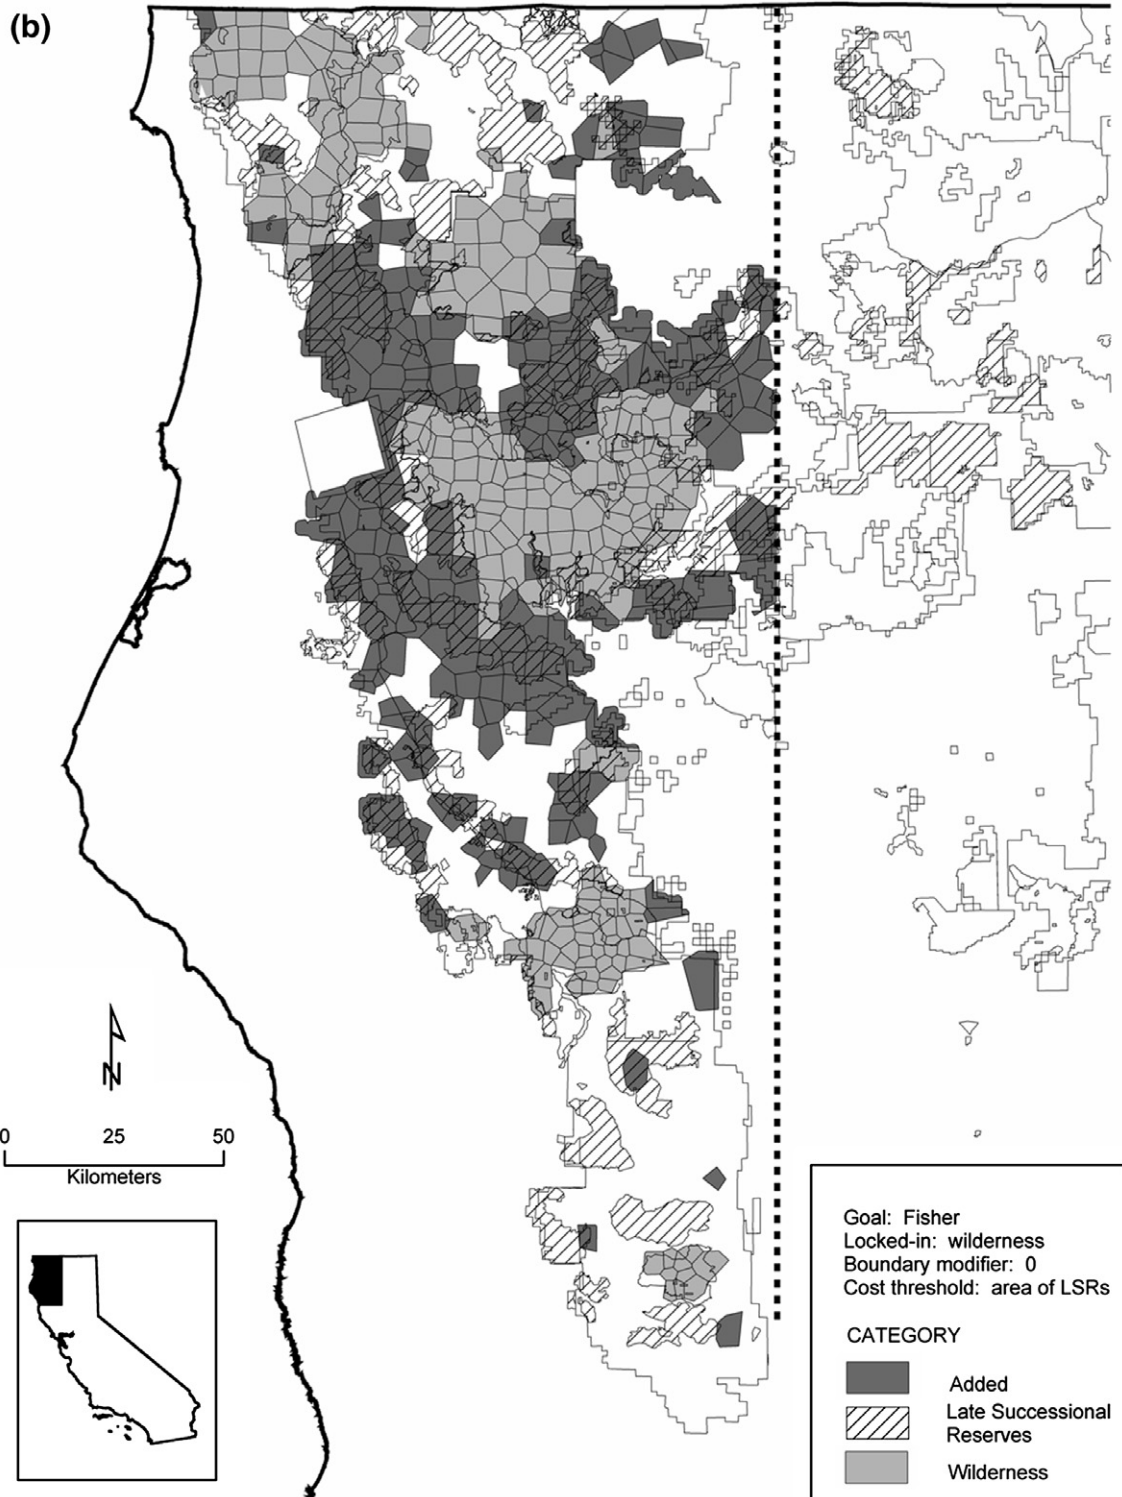 (b)
N
0 25 50
Kilometers
Goal: Fisher
Locked-in: wilderness
Boundary modifier: 0
Cost threshold: area of LSRs
CATEGORY
Added
Late Successional
Reserves
Wilderness